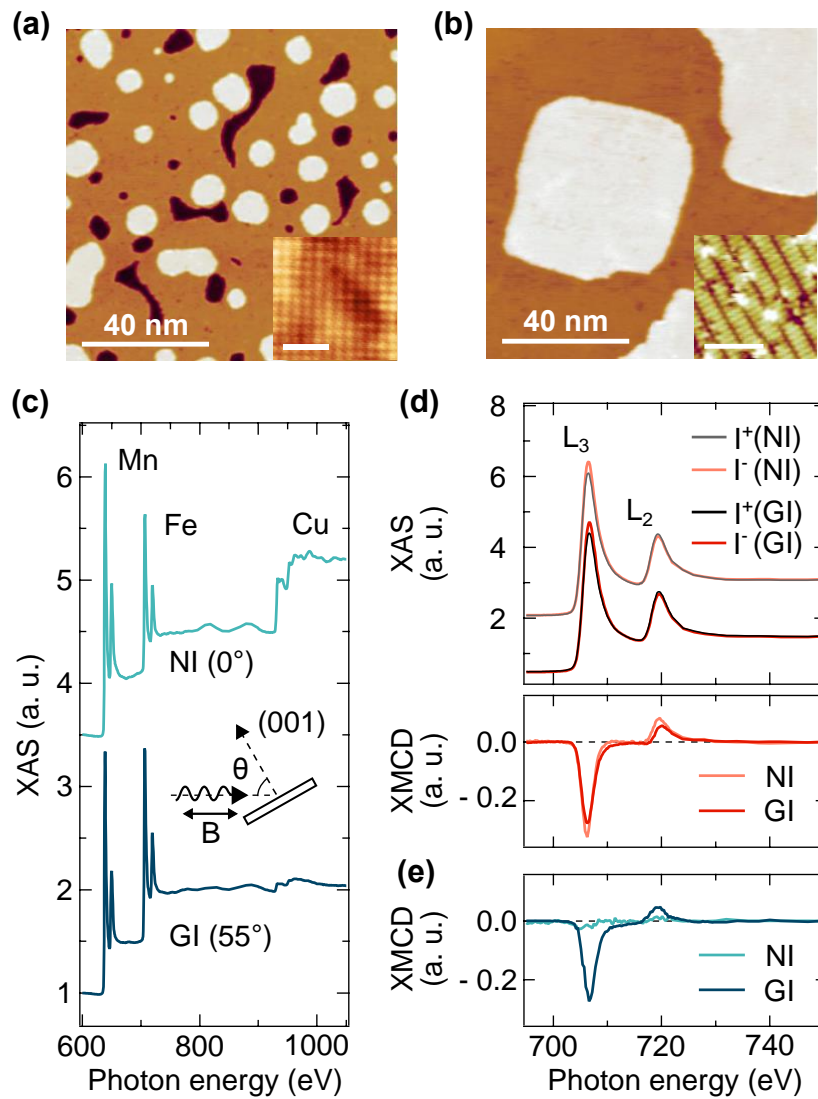 (a)
(b)
40 nm
40 nm
(c)
(d)
XAS (a. u.)
6
5
4
3
2
1
Mn
Fe
Cu
NI (0°)
(001)
θ
B
GI (55°)
600
800
1000
Photon energy (eV)
XAS
(a. u.)
8
6
4
2
L3
L2
I+(NI)
I-(NI)
I+(GI)
I-(GI)
XMCD
(a. u.)
0.0
- 0.2
NI
GI
(e)
XMCD
(a. u.)
0.0
- 0.2
NI
GI
700
720
740
Photon energy (eV)